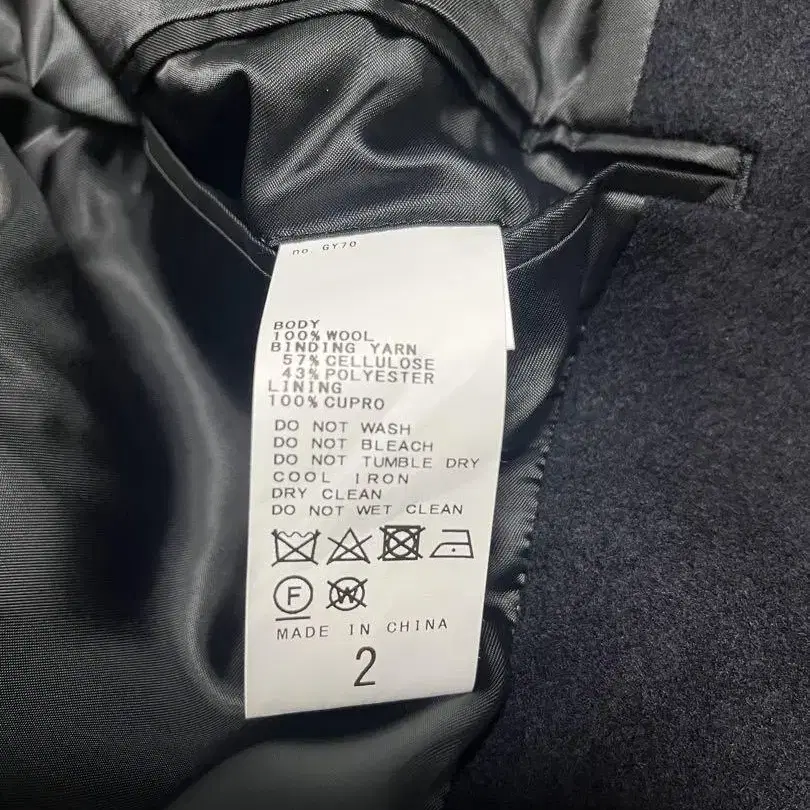 no. GY70
BODY
100% WOOL
BINDING YARN
57% CELLULOSE
43% POLYESTER
LINING
100% CUPRO
DO NOT WASH
DO NOT BLEACH
DO NOT TUMBLE DRY
COOL IRON
DRY CLEAN
DO NOT WET CLEAN
F W
MADE IN CHINA
2